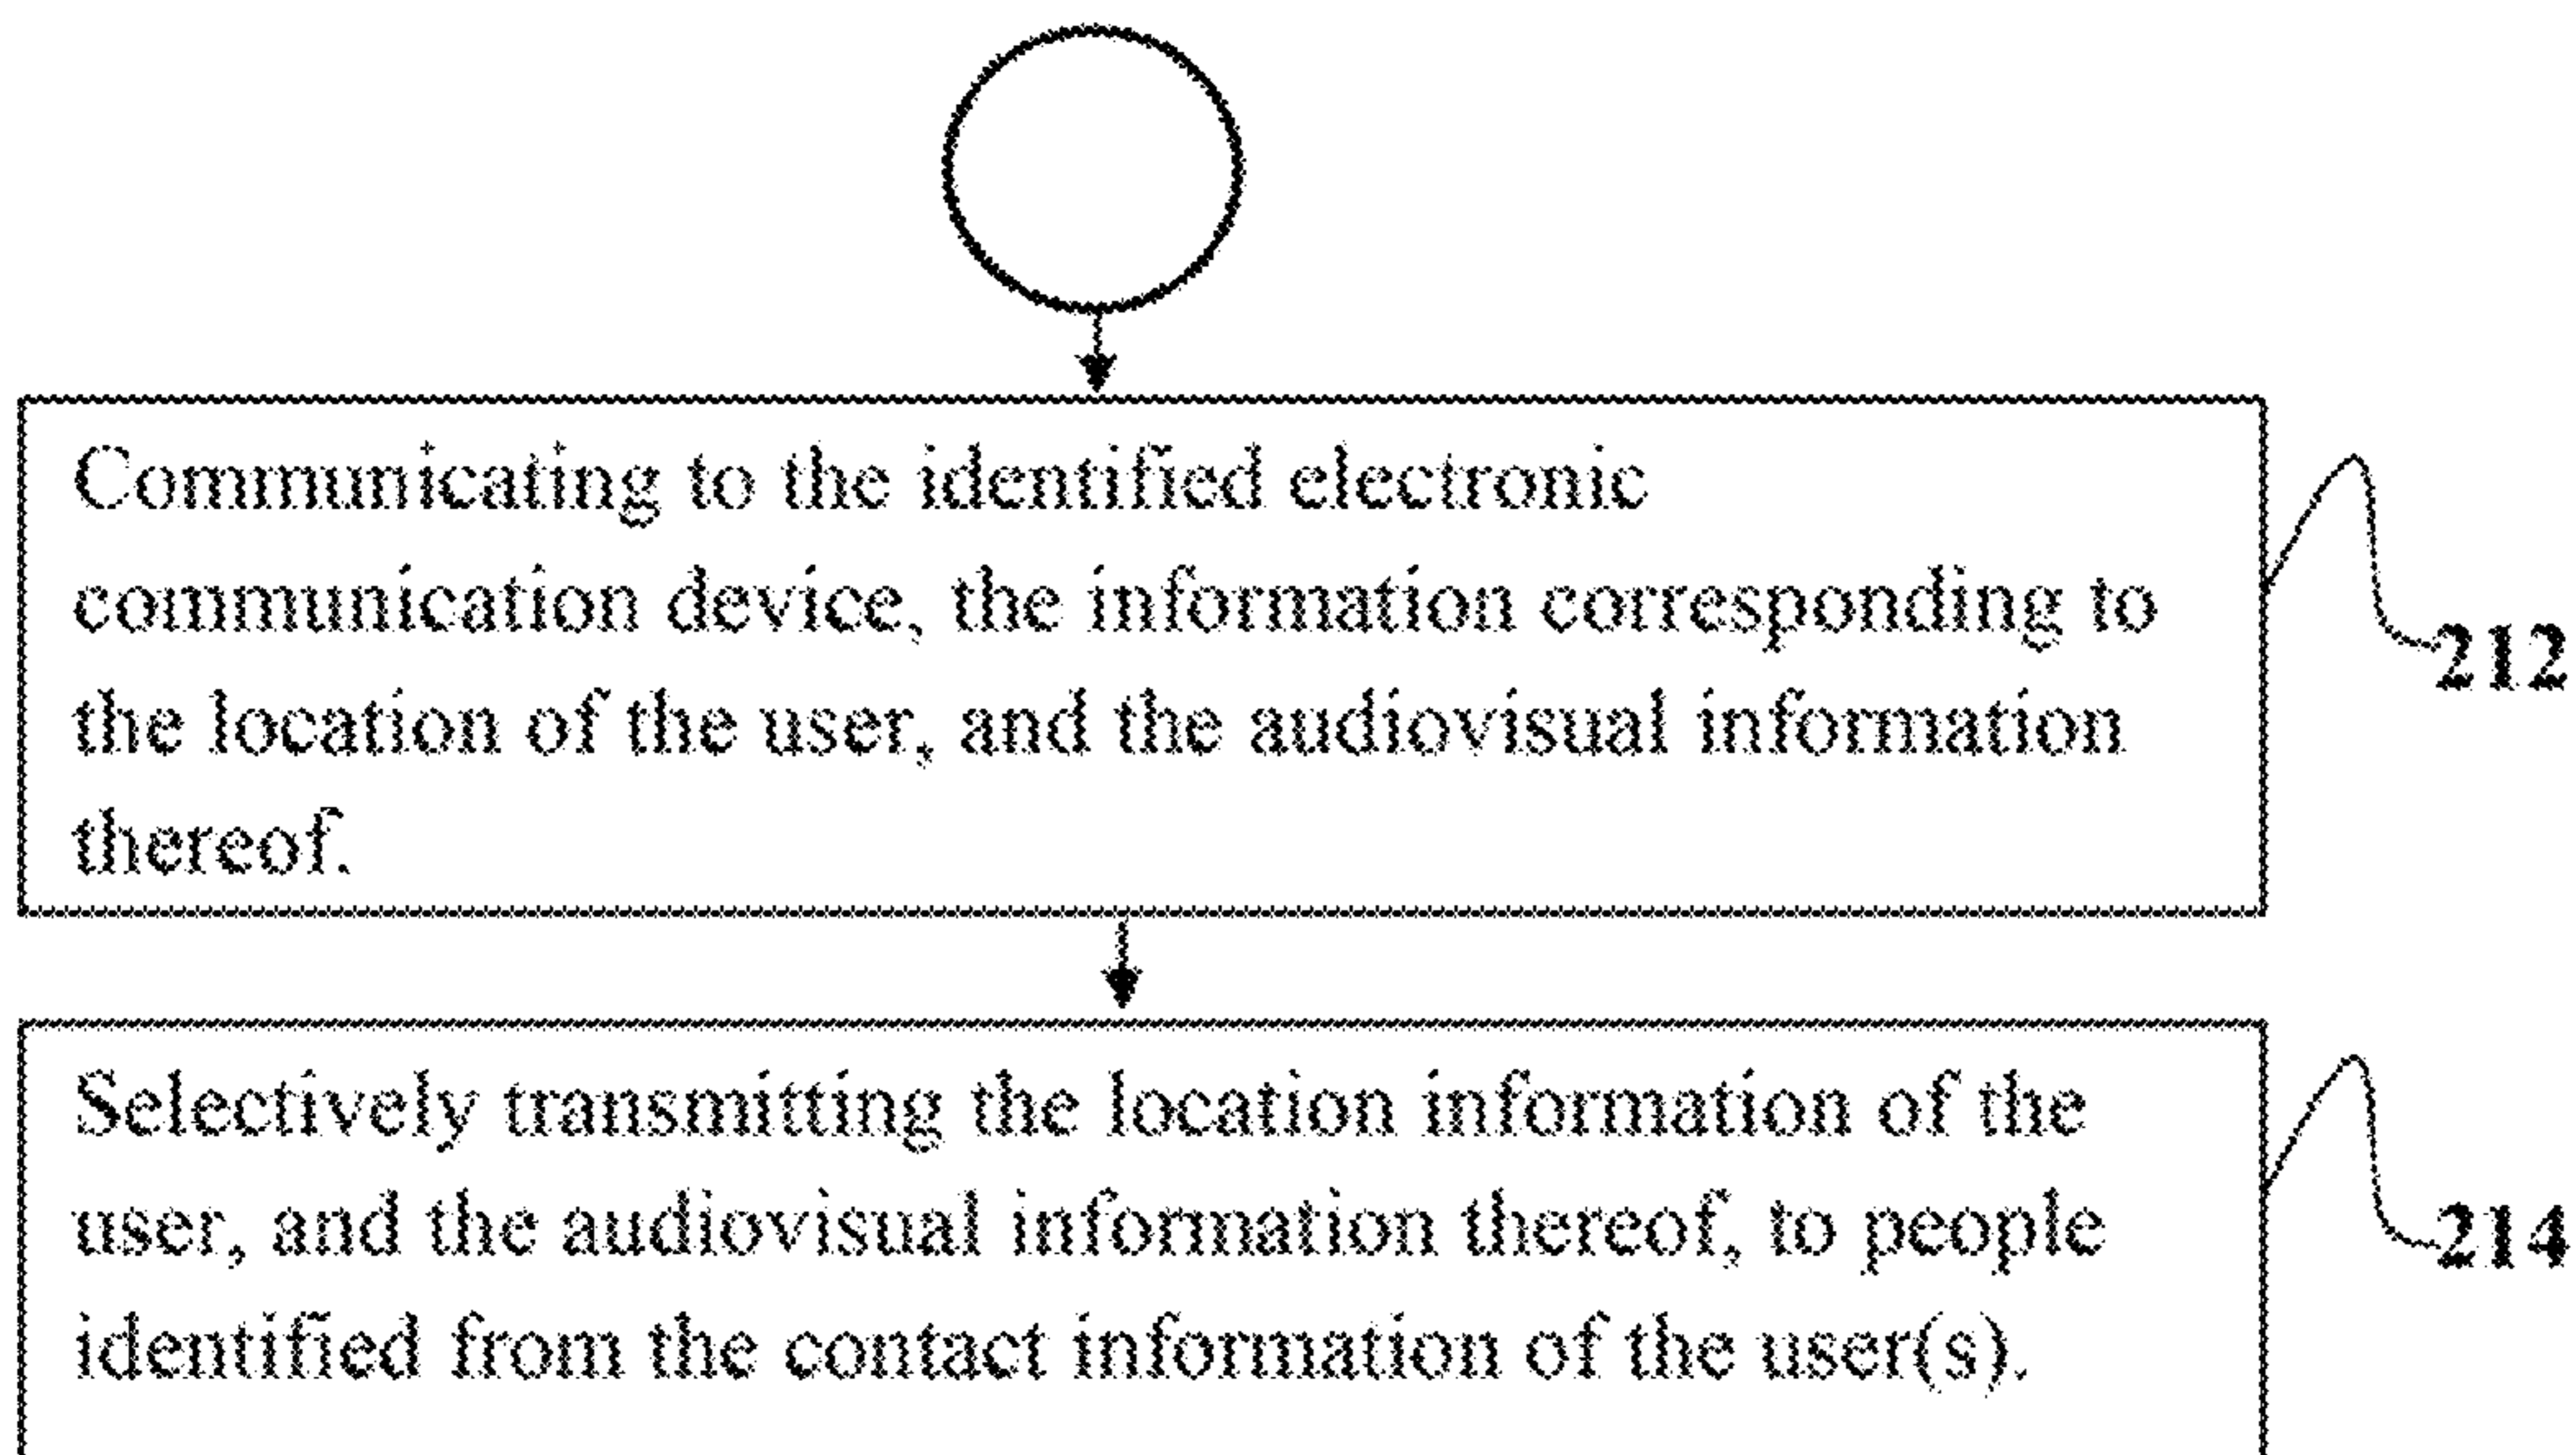 Communicating to the identified electronic
communication device, the information corresponding to
the location of the user, and the audiovisual information
thereof.
212
Selectively transmitting the location information of the
user, and the audiovisual information thereof, to people
identified from the contact information of the user(s).
214